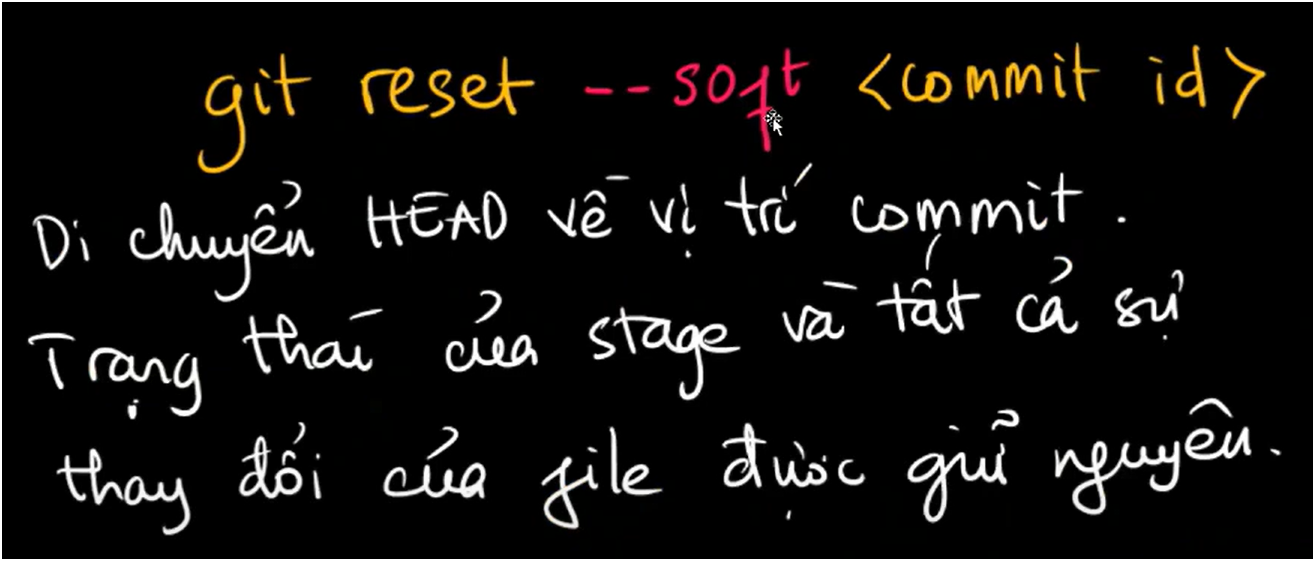 git reset --soft <commit id>
Di chuyển HEAD về vị trí commit.
Trạng thái của stage và tất cả sự
thay đổi của file được giữ nguyên.